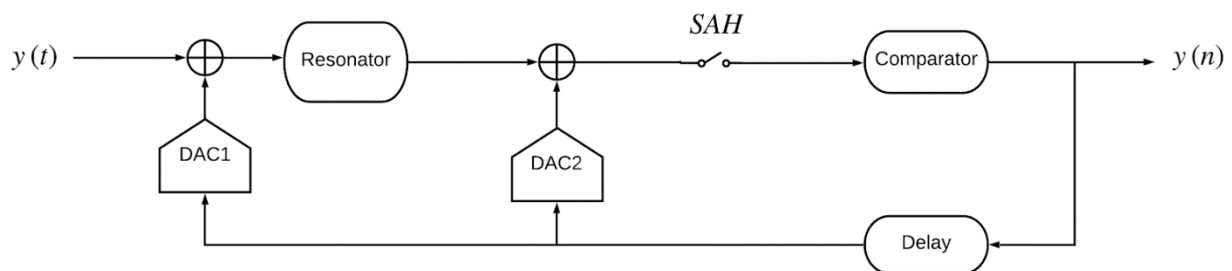 SAH
y (t)
Resonator
Comparator
y (n)
DAC1
DAC2
Delay